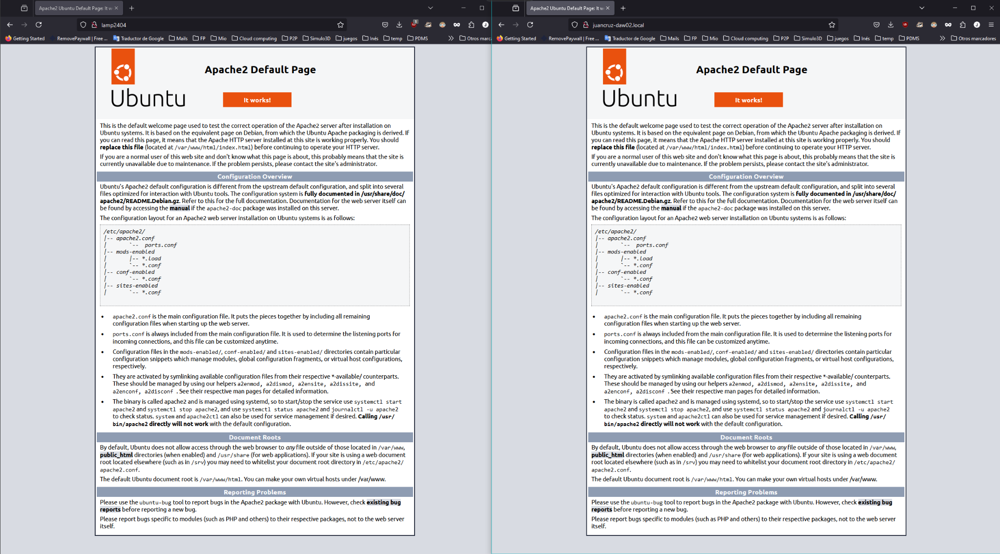 Apache2 Ubuntu Default Page: It w
lamp2404
Getting Started RemovePaywall | Free ... Traductor de Google Mails FP Mio Cloud computing P2P Simulo3D juegos Inés temp PDMS Otros marca
Apache2 Default Page
Ubuntu
It works!
This is the default welcome page used to test the correct operation of the Apache2 server after installation on
Ubuntu systems. It is based on the equivalent page on Debian, from which the Ubuntu Apache packaging is derived. If
you can read this page, it means that the Apache HTTP server installed at this site is working properly. You should
replace this file (located at /var/www/html/index.html) before continuing to operate your HTTP server.
If you are a normal user of this web site and don't know what this page is about, this probably means that the site is
currently unavailable due to maintenance. If the problem persists, please contact the site's administrator.
Configuration Overview
Ubuntu's Apache2 default configuration is different from the upstream default configuration, and split into several
files optimized for interaction with Ubuntu tools. The configuration system is fully documented in /usr/share/doc/
apache2/README.Debian.gz. Refer to this for the full documentation. Documentation for the web server itself can
be found by accessing the manual if the apache2-doc package was installed on this server.
The configuration layout for an Apache2 web server installation on Ubuntu systems is as follows:
/etc/apache2/
|-- apache2.conf
|       `--  ports.conf
|-- mods-enabled
|       |-- *.load
|       `-- *.conf
|-- conf-enabled
|       `-- *.conf
|-- sites-enabled
|       `-- *.conf
• apache2.conf is the main configuration file. It puts the pieces together by including all remaining
configuration files when starting up the web server.
• ports.conf is always included from the main configuration file. It is used to determine the listening ports for
incoming connections, and this file can be customized anytime.
• Configuration files in the mods-enabled/, conf-enabled/ and sites-enabled/ directories contain particular
configuration snippets which manage modules, global configuration fragments, or virtual host configurations,
respectively.
• They are activated by symlinking available configuration files from their respective *-available/ counterparts.
These should be managed by using our helpers a2enmod, a2dismod, a2ensite, a2dissite, and
a2enconf, a2disconf . See their respective man pages for detailed information.
• The binary is called apache2 and is managed using systemd, so to start/stop the service use systemctl start
apache2 and systemctl stop apache2, and use systemctl status apache2 and journalctl -u apache2
to check status. system and apache2ctl can also be used for service management if desired. Calling /usr/
bin/apache2 directly will not work with the default configuration.
Document Roots
By default, Ubuntu does not allow access through the web browser to any file outside of those located in /var/www,
public_html directories (when enabled) and /usr/share (for web applications). If your site is using a web document
root located elsewhere (such as in /srv) you may need to whitelist your document root directory in /etc/apache2/
apache2.conf.
The default Ubuntu document root is /var/www/html. You can make your own virtual hosts under /var/www.
Reporting Problems
Please use the ubuntu-bug tool to report bugs in the Apache2 package with Ubuntu. However, check existing bug
reports before reporting a new bug.
Please report bugs specific to modules (such as PHP and others) to their respective packages, not to the web server
itself.
Apache2 Ubuntu Default Page: It w
juancruz-daw02.local
Getting Started RemovePaywall | Free ... Traductor de Google Mails FP Mio Cloud computing P2P Simulo3D juegos Inés temp PDMS Otros marcadores
Apache2 Default Page
Ubuntu
It works!
This is the default welcome page used to test the correct operation of the Apache2 server after installation on
Ubuntu systems. It is based on the equivalent page on Debian, from which the Ubuntu Apache packaging is derived. If
you can read this page, it means that the Apache HTTP server installed at this site is working properly. You should
replace this file (located at /var/www/html/index.html) before continuing to operate your HTTP server.
If you are a normal user of this web site and don't know what this page is about, this probably means that the site is
currently unavailable due to maintenance. If the problem persists, please contact the site's administrator.
Configuration Overview
Ubuntu's Apache2 default configuration is different from the upstream default configuration, and split into several
files optimized for interaction with Ubuntu tools. The configuration system is fully documented in /usr/share/doc/
apache2/README.Debian.gz. Refer to this for the full documentation. Documentation for the web server itself can
be found by accessing the manual if the apache2-doc package was installed on this server.
The configuration layout for an Apache2 web server installation on Ubuntu systems is as follows:
/etc/apache2/
|-- apache2.conf
|       `--  ports.conf
|-- mods-enabled
|       |-- *.load
|       `-- *.conf
|-- conf-enabled
|       `-- *.conf
|-- sites-enabled
|       `-- *.conf
• apache2.conf is the main configuration file. It puts the pieces together by including all remaining
configuration files when starting up the web server.
• ports.conf is always included from the main configuration file. It is used to determine the listening ports for
incoming connections, and this file can be customized anytime.
• Configuration files in the mods-enabled/, conf-enabled/ and sites-enabled/ directories contain particular
configuration snippets which manage modules, global configuration fragments, or virtual host configurations,
respectively.
• They are activated by symlinking available configuration files from their respective *-available/ counterparts.
These should be managed by using our helpers a2enmod, a2dismod, a2ensite, a2dissite, and
a2enconf, a2disconf . See their respective man pages for detailed information.
• The binary is called apache2 and is managed using systemd, so to start/stop the service use systemctl start
apache2 and systemctl stop apache2, and use systemctl status apache2 and journalctl -u apache2
to check status. system and apache2ctl can also be used for service management if desired. Calling /usr/
bin/apache2 directly will not work with the default configuration.
Document Roots
By default, Ubuntu does not allow access through the web browser to any file outside of those located in /var/www,
public_html directories (when enabled) and /usr/share (for web applications). If your site is using a web document
root located elsewhere (such as in /srv) you may need to whitelist your document root directory in /etc/apache2/
apache2.conf.
The default Ubuntu document root is /var/www/html. You can make your own virtual hosts under /var/www.
Reporting Problems
Please use the ubuntu-bug tool to report bugs in the Apache2 package with Ubuntu. However, check existing bug
reports before reporting a new bug.
Please report bugs specific to modules (such as PHP and others) to their respective packages, not to the web server
itself.